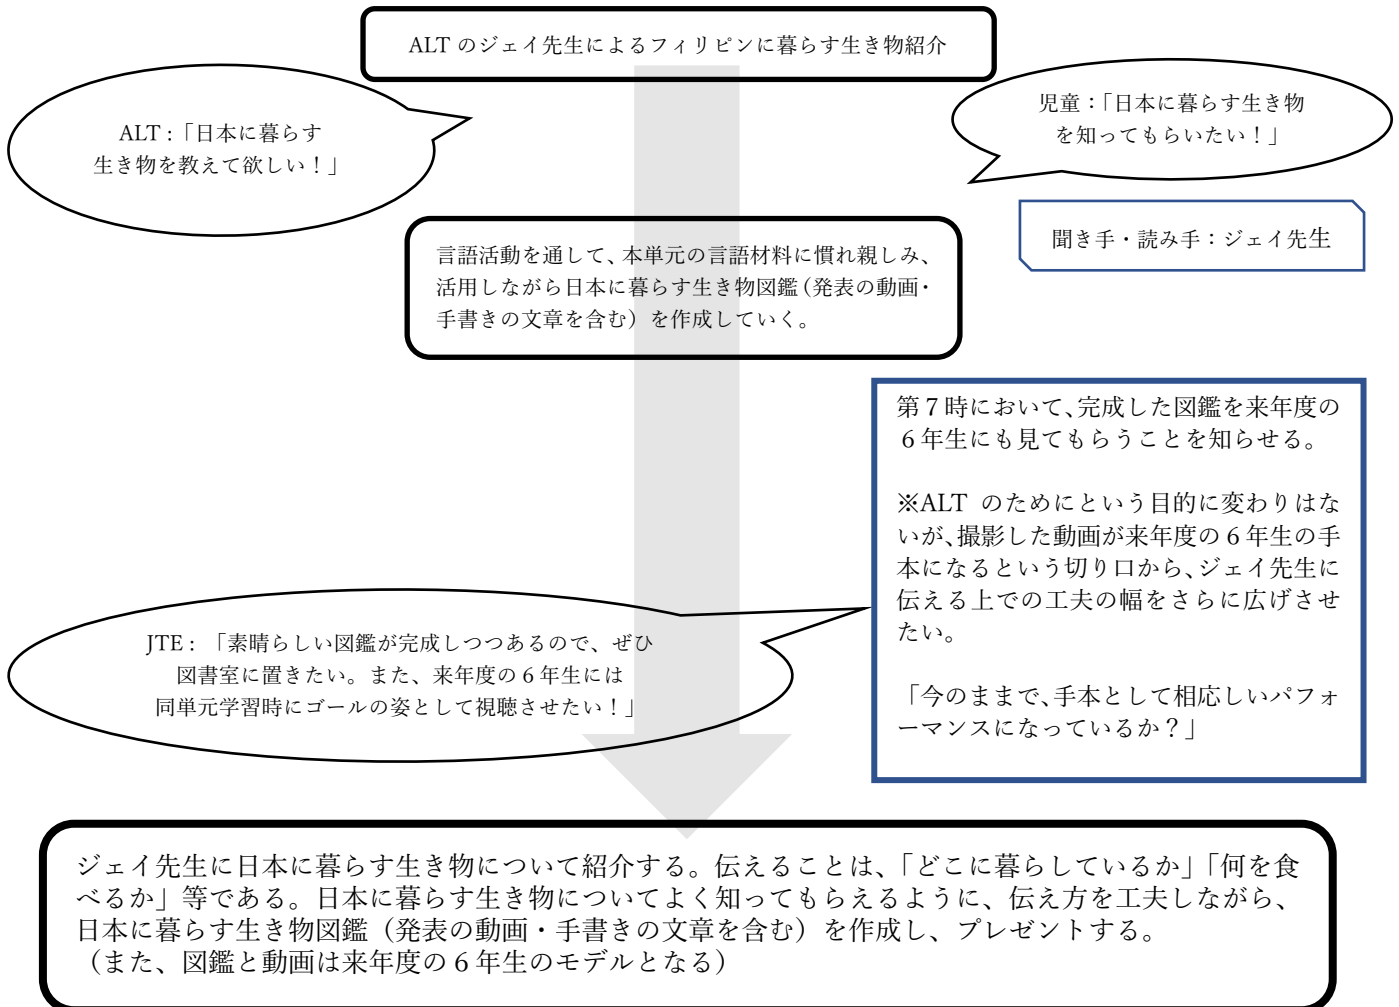 ALT のジェイ先生によるフィリピンに暮らす生き物紹介
ALT：「日本に暮らす
生き物を教えて欲しい！」
児童：「日本に暮らす生き物
を知ってもらいたい！」
聞き手・読み手：ジェイ先生
言語活動を通して、本単元の言語材料に慣れ親しみ、
活用しながら日本に暮らす生き物図鑑（発表の動画・
手書きの文章を含む）を作成していく。
第７時において、完成した図鑑を来年度の
６年生にも見てもらうことを知らせる。
※ALT のためにという目的に変わりはな
いが、撮影した動画が来年度の６年生の手
本になるという切り口から、ジェイ先生に
伝える上での工夫の幅をさらに広げさせ
たい。
「今のままで、手本として相応しいパフォ
ーマンスになっているか？」
JTE：「素晴らしい図鑑が完成しつつあるので、ぜひ
図書室に置きたい。また、来年度の６年生には
同単元学習時にゴールの姿として視聴させたい！」
ジェイ先生に日本に暮らす生き物について紹介する。伝えることは、「どこに暮らしているか」「何を食
べるか」等である。日本に暮らす生き物についてよく知ってもらえるように、伝え方を工夫しながら、
日本に暮らす生き物図鑑（発表の動画・手書きの文章を含む）を作成し、プレゼントする。
（また、図鑑と動画は来年度の６年生のモデルとなる）